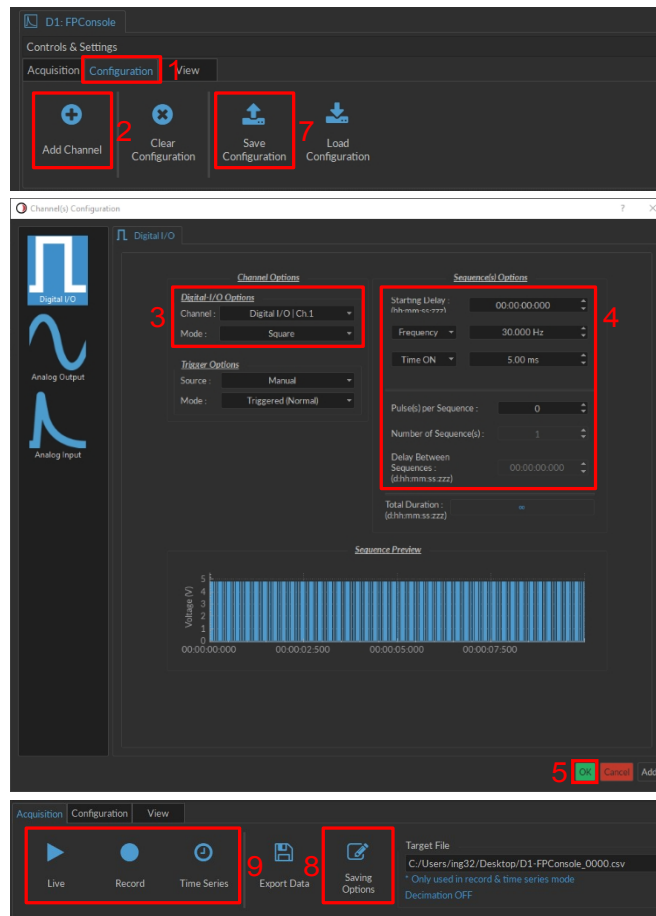 D1: FPConsole
Controls & Settings
Acquisition Configuration 1 View
Add Channel 2 Clear Configuration Save Configuration 7 Load Configuration
Channel(s) Configuration ? ×
Digital I/O
Digital I/O
Analog Output
Analog Input
Channel Options
Digital-I/O Options
Channel : Digital I/O | Ch.1
3
Mode : Square
Trigger Options
Source : Manual
Mode : Triggered (Normal)
Sequence(s) Options
Starting Delay : 00:00:00:000
(hh:mm:ss:zzz)
4
Frequency 30.000 Hz
Time ON 5.00 ms
Pulse(s) per Sequence : 0
Number of Sequence(s) : 1
Delay Between
Sequences : 00:00:00:000
(d:hh:mm:ss:zzz)
Total Duration : ∞
(d:hh:mm:ss:zzz)
Sequence Preview
Voltage (V)
5
4
3
2
1
0
00:00:00:000 00:00:02:500 00:00:05:000 00:00:07:500
5 OK Cancel Add
Acquisition Configuration View
Live Record Time Series 9 Export Data 8 Saving Options
Target File
C:/Users/ing32/Desktop/D1-FPConsole_0000.csv
* Only used in record & time series mode
Decimation OFF